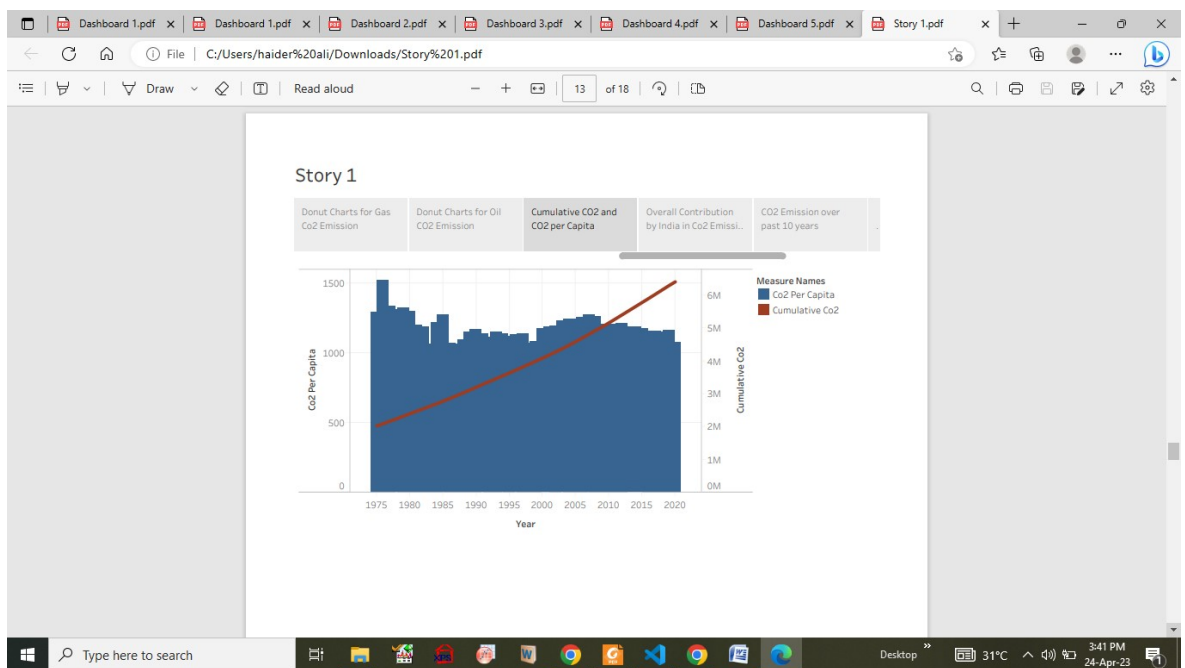 Dashboard 1.pdf
Dashboard 1.pdf
Dashboard 2.pdf
Dashboard 3.pdf
Dashboard 4.pdf
Dashboard 5.pdf
Story 1.pdf
File | C:/Users/haider%20ali/Downloads/Story%201.pdf
Draw
Read aloud
13 of 18
Story 1
Donut Charts for Gas
Co2 Emission
Donut Charts for Oil
CO2 Emission
Cumulative CO2 and
CO2 per Capita
Overall Contribution
by India in Co2 Emissi..
CO2 Emission over
past 10 years
Co2 Per Capita
1500
1000
500
0
Cumulative Co2
6M
5M
4M
3M
2M
1M
0M
1975 1980 1985 1990 1995 2000 2005 2010 2015 2020
Year
Measure Names
Co2 Per Capita
Cumulative Co2
Type here to search
Desktop
31°C
3:41 PM
24-Apr-23